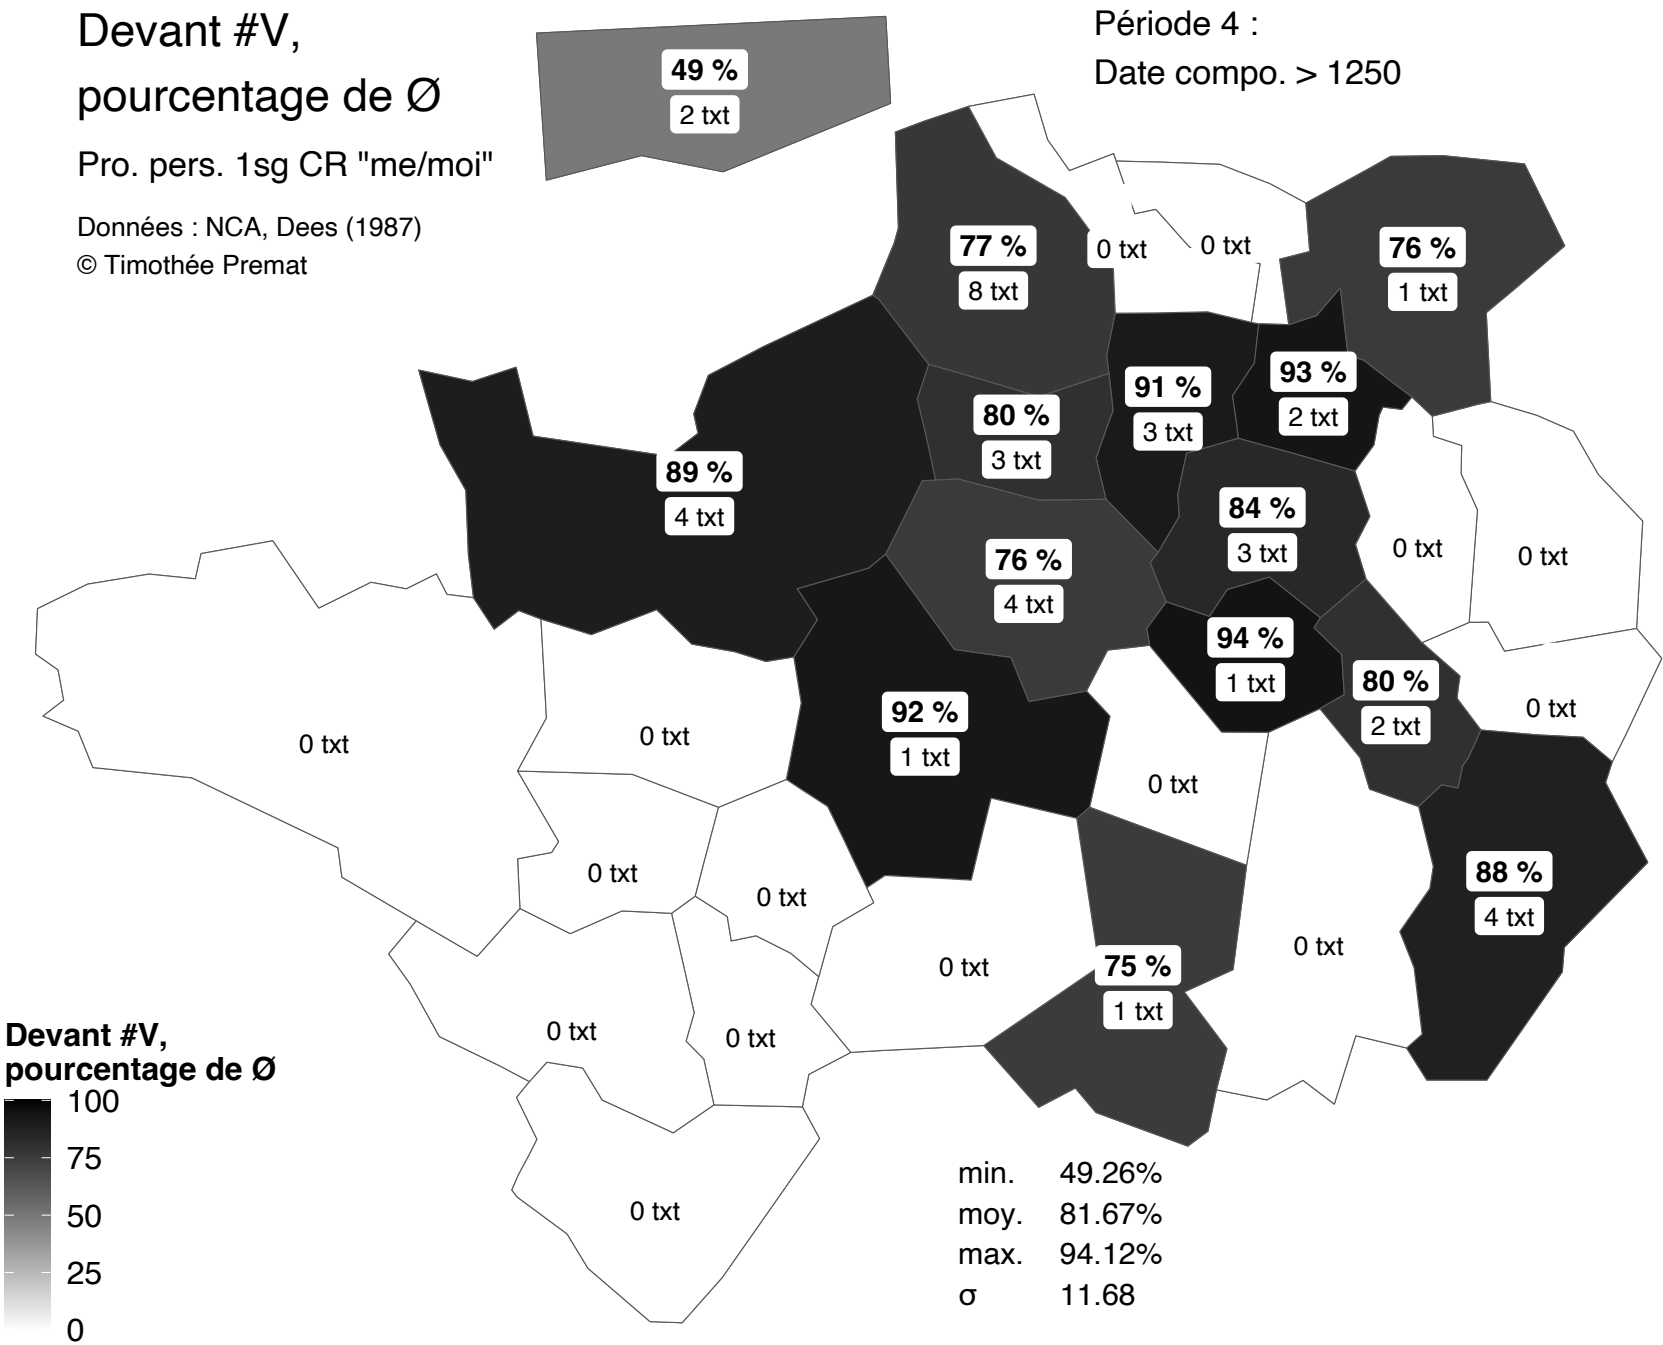 Devant #V,
pourcentage de Ø
Pro. pers. 1sg CR "me/moi"
Données : NCA, Dees (1987)
© Timothée Premat
Période 4 :
Date compo. > 1250
49 %
2 txt
77 %
8 txt
0 txt
0 txt
76 %
1 txt
91 %
3 txt
93 %
2 txt
80 %
3 txt
89 %
4 txt
84 %
3 txt
76 %
4 txt
0 txt
0 txt
94 %
1 txt
80 %
2 txt
0 txt
92 %
1 txt
0 txt
0 txt
0 txt
88 %
4 txt
0 txt
0 txt
0 txt
75 %
1 txt
0 txt
0 txt
0 txt
0 txt
Devant #V,
pourcentage de Ø
100
75
50
25
0
min. 49.26%
moy. 81.67%
max. 94.12%
σ 11.68